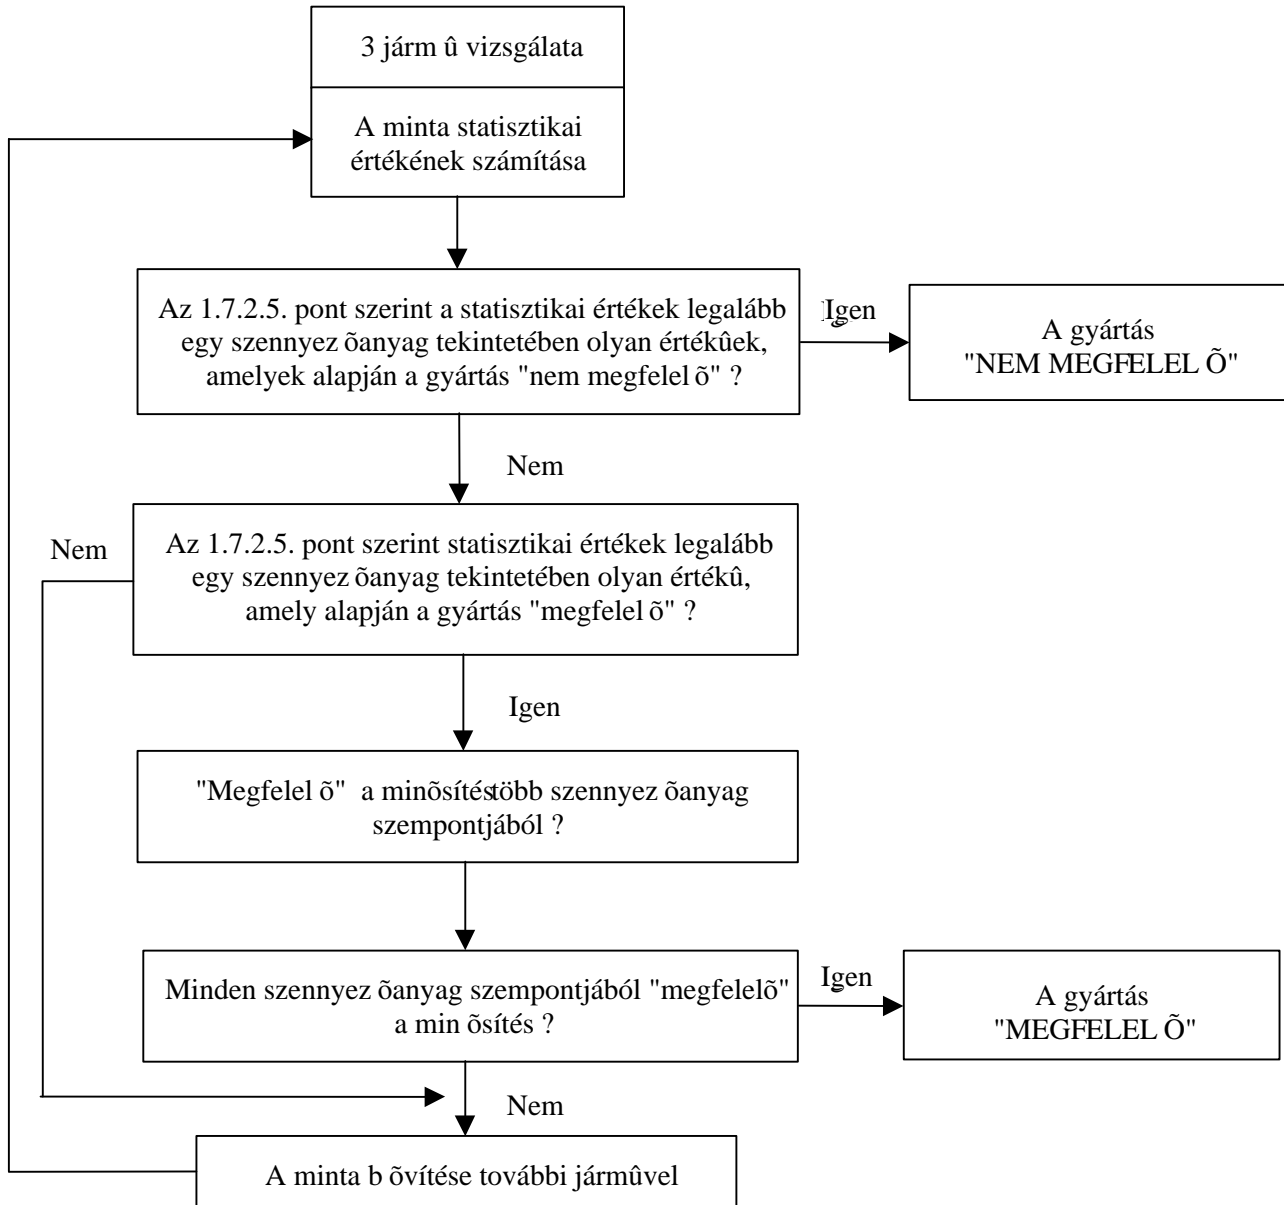 3 járm û vizsgálata
A minta statisztikai
értékének számítása
Az 1.7.2.5. pont szerint a statisztikai értékek legalább
egy szennyez õanyag tekintetében olyan értékûek,
amelyek alapján a gyártás "nem megfelel õ" ?
Igen
A gyártás
"NEM MEGFELEL Õ"
Nem
Nem
Az 1.7.2.5. pont szerint statisztikai értékek legalább
egy szennyez õanyag tekintetében olyan értékû,
amely alapján a gyártás "megfelel õ" ?
Igen
"Megfelel õ" a minõsítés több szennyez õanyag
szempontjából ?
Minden szennyez õanyag szempontjából "megfelelõ"
a min õsítés ?
Igen
A gyártás
"MEGFELEL Õ"
Nem
A minta b õvítése további jármûvel